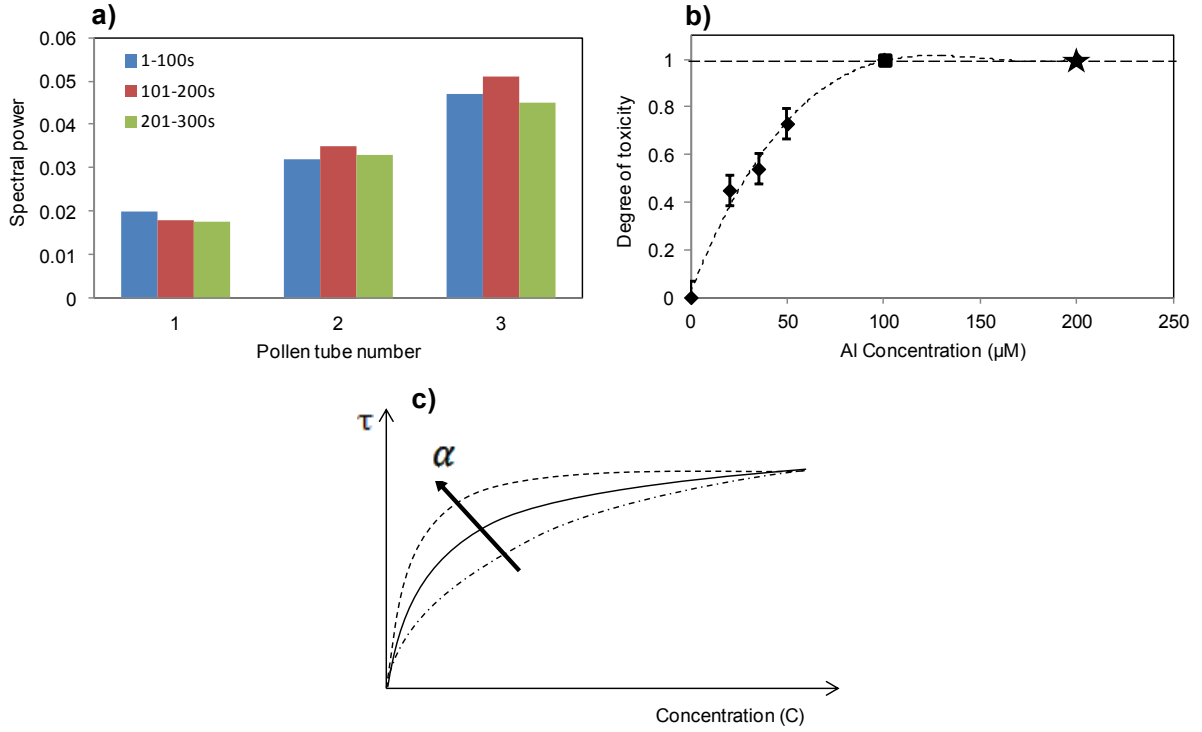 a)
0.06
0.05
0.04
0.03
0.02
0.01
0
Spectral power
1-100s
101-200s
201-300s
1 2 3
Pollen tube number
b)
1
0.8
0.6
0.4
0.2
0
Degree of toxicity
0 50 100 150 200 250
Al Concentration (µM)
c)
τ
α
Concentration (C)